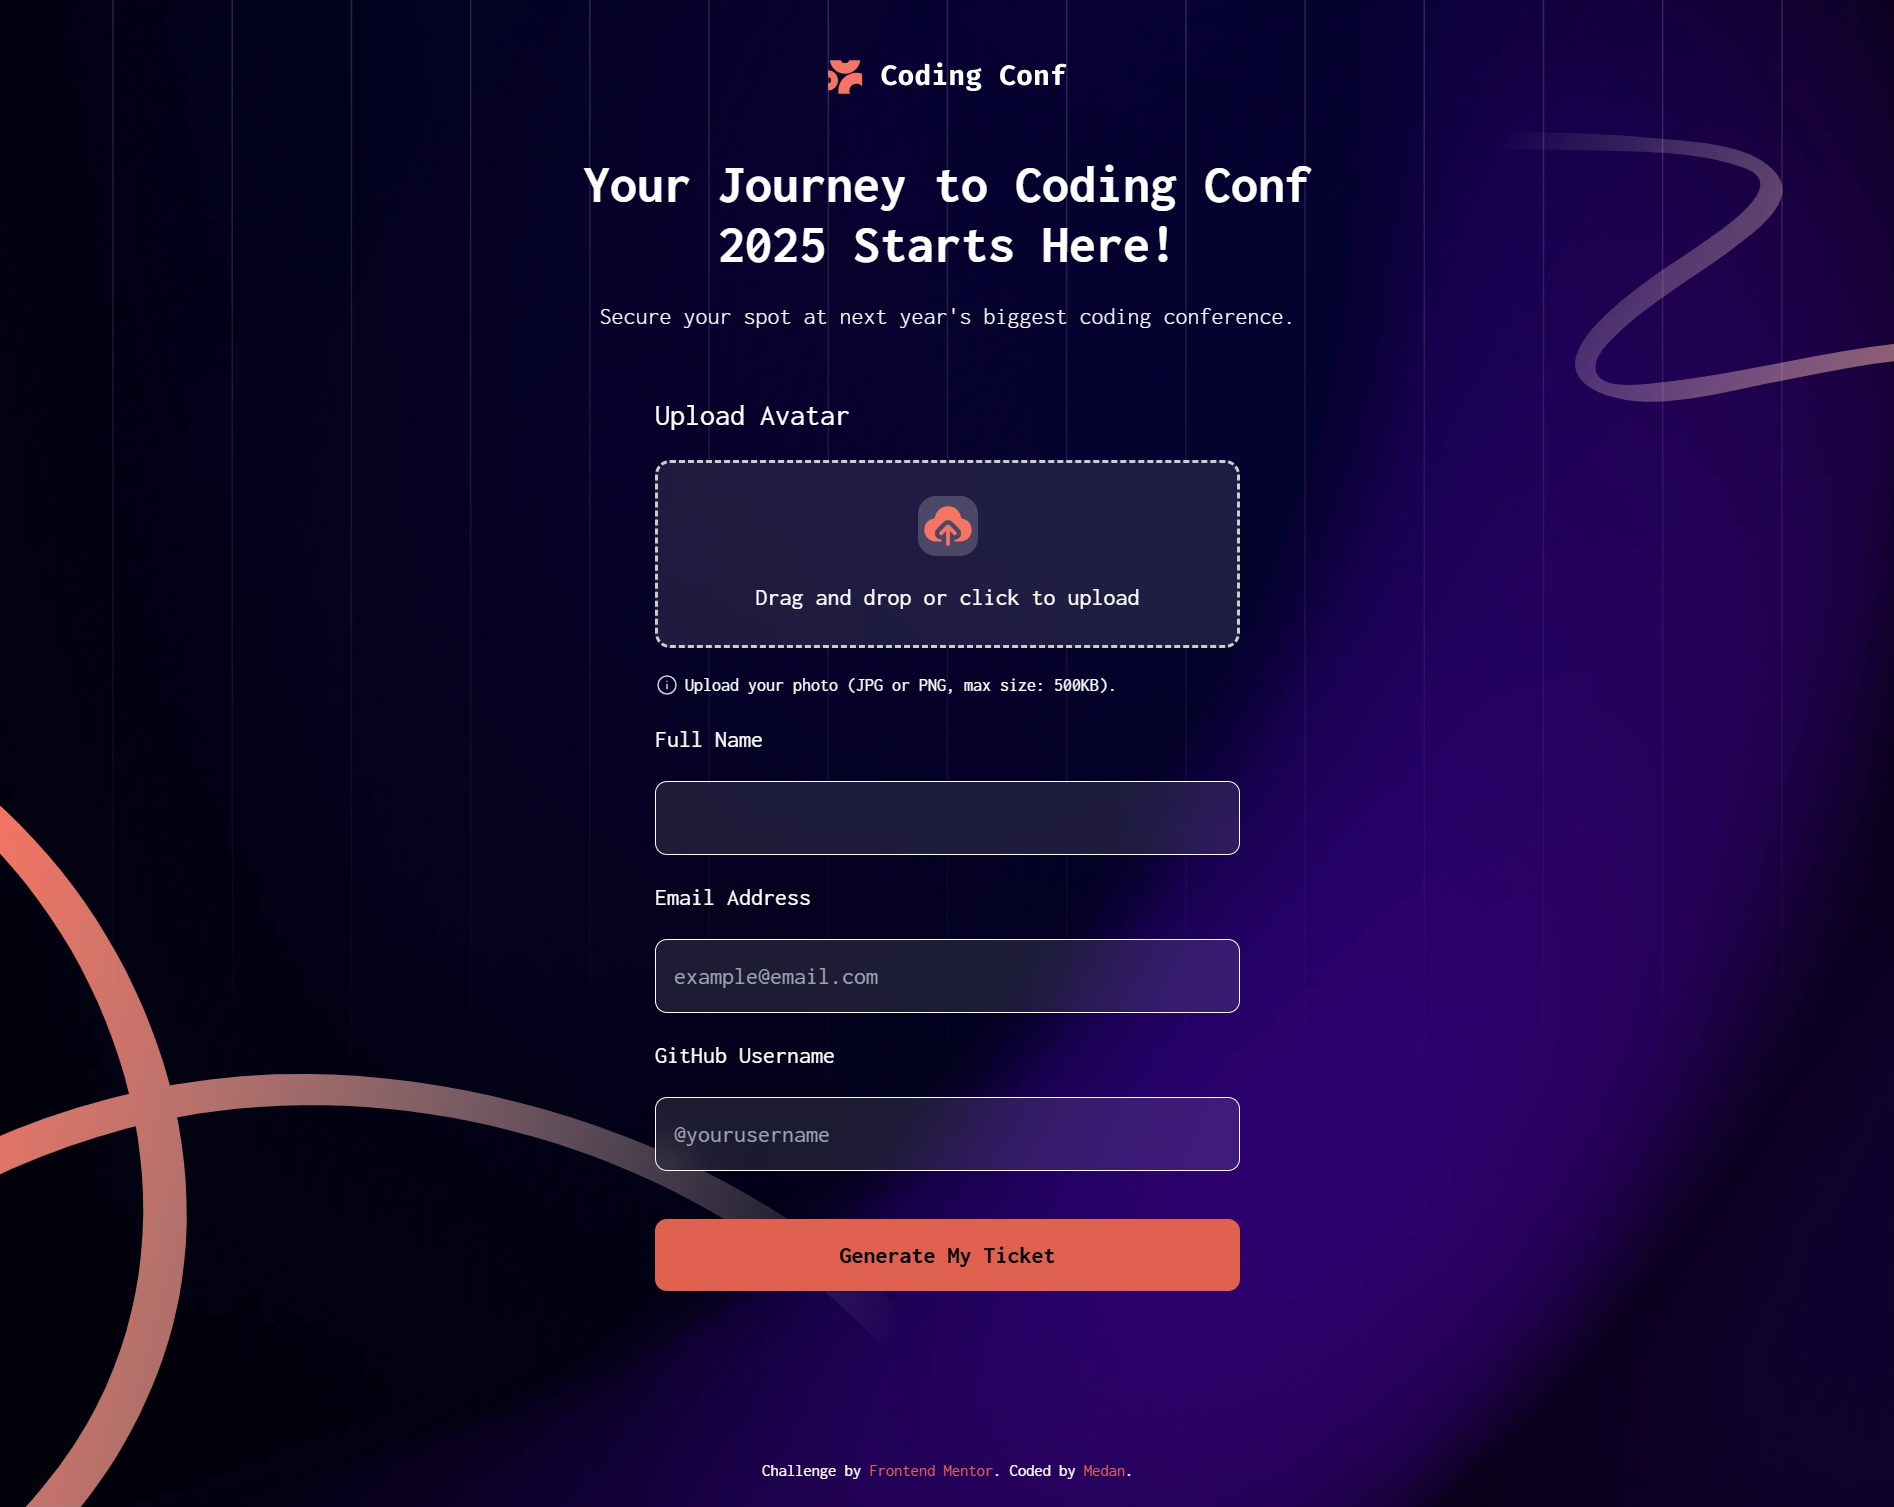 Coding Conf
Your Journey to Coding Conf
2025 Starts Here!
Secure your spot at next year's biggest coding conference.
Upload Avatar
Drag and drop or click to upload
Upload your photo (JPG or PNG, max size: 500KB).
Full Name
Email Address
example@email.com
GitHub Username
@yourusername
Generate My Ticket
Challenge by Frontend Mentor. Coded by Medan.